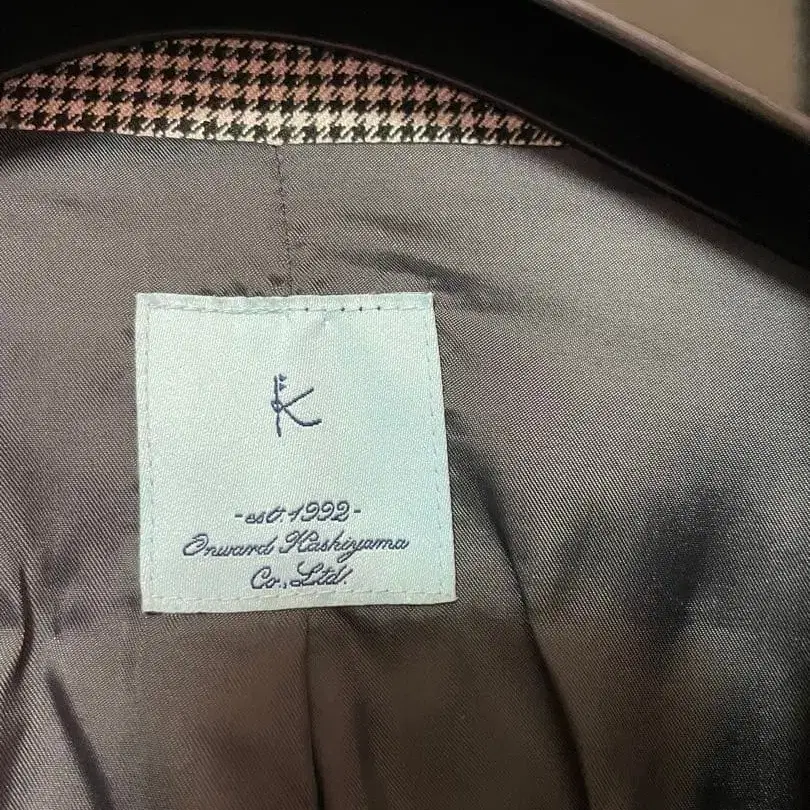 K
-est. 1992-
Onward Kashiyama
Co., Ltd.